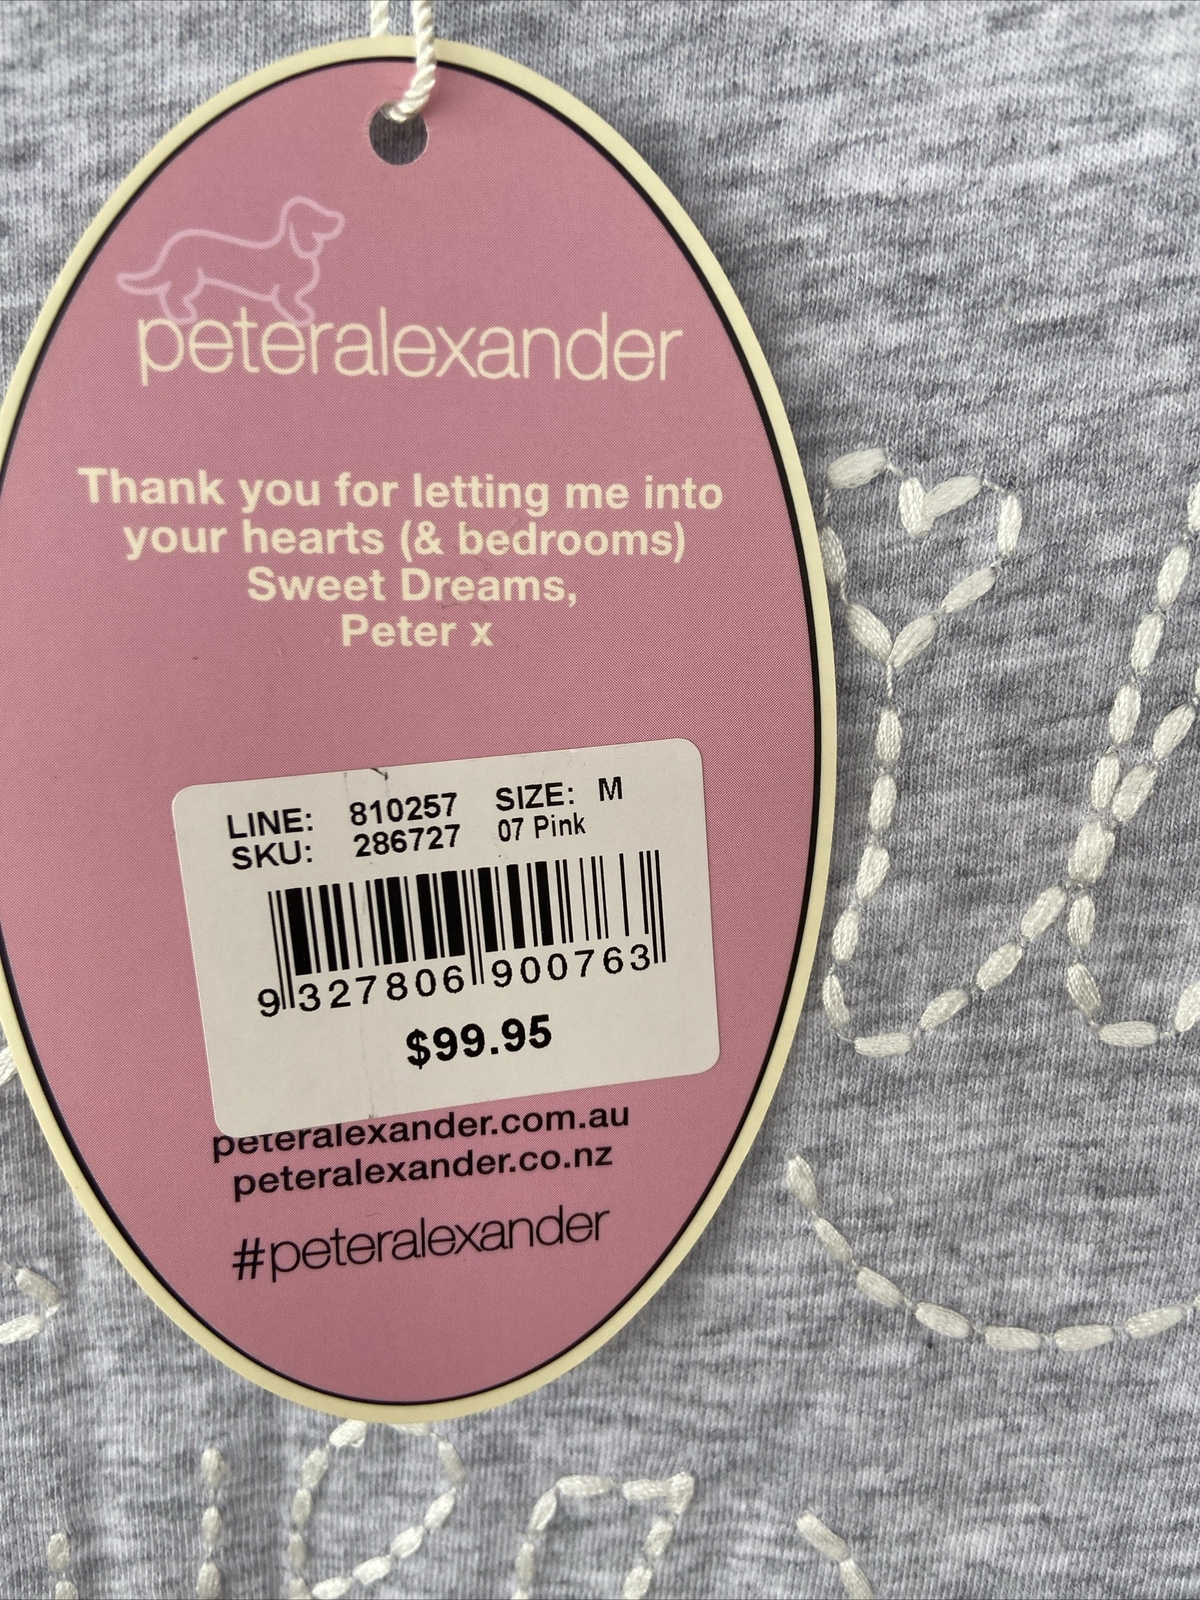 peteralexander
Thank you for letting me into
your hearts (& bedrooms)
Sweet Dreams,
Peter x
LINE: 810257 SIZE: M
SKU: 286727 07 Pink
9 327806 900763
$99.95
peteralexander.com.au
peteralexander.co.nz
#peteralexander